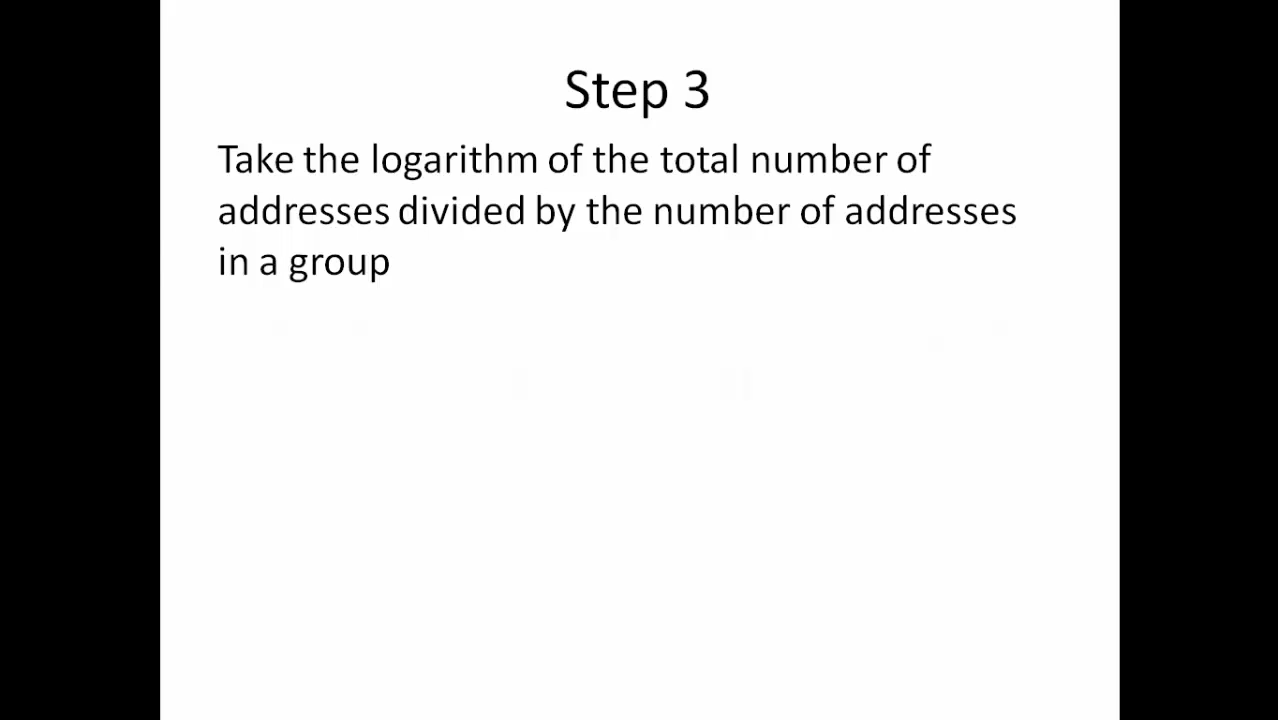 Step 3
Take the logarithm of the total number of
addresses divided by the number of addresses
in a group